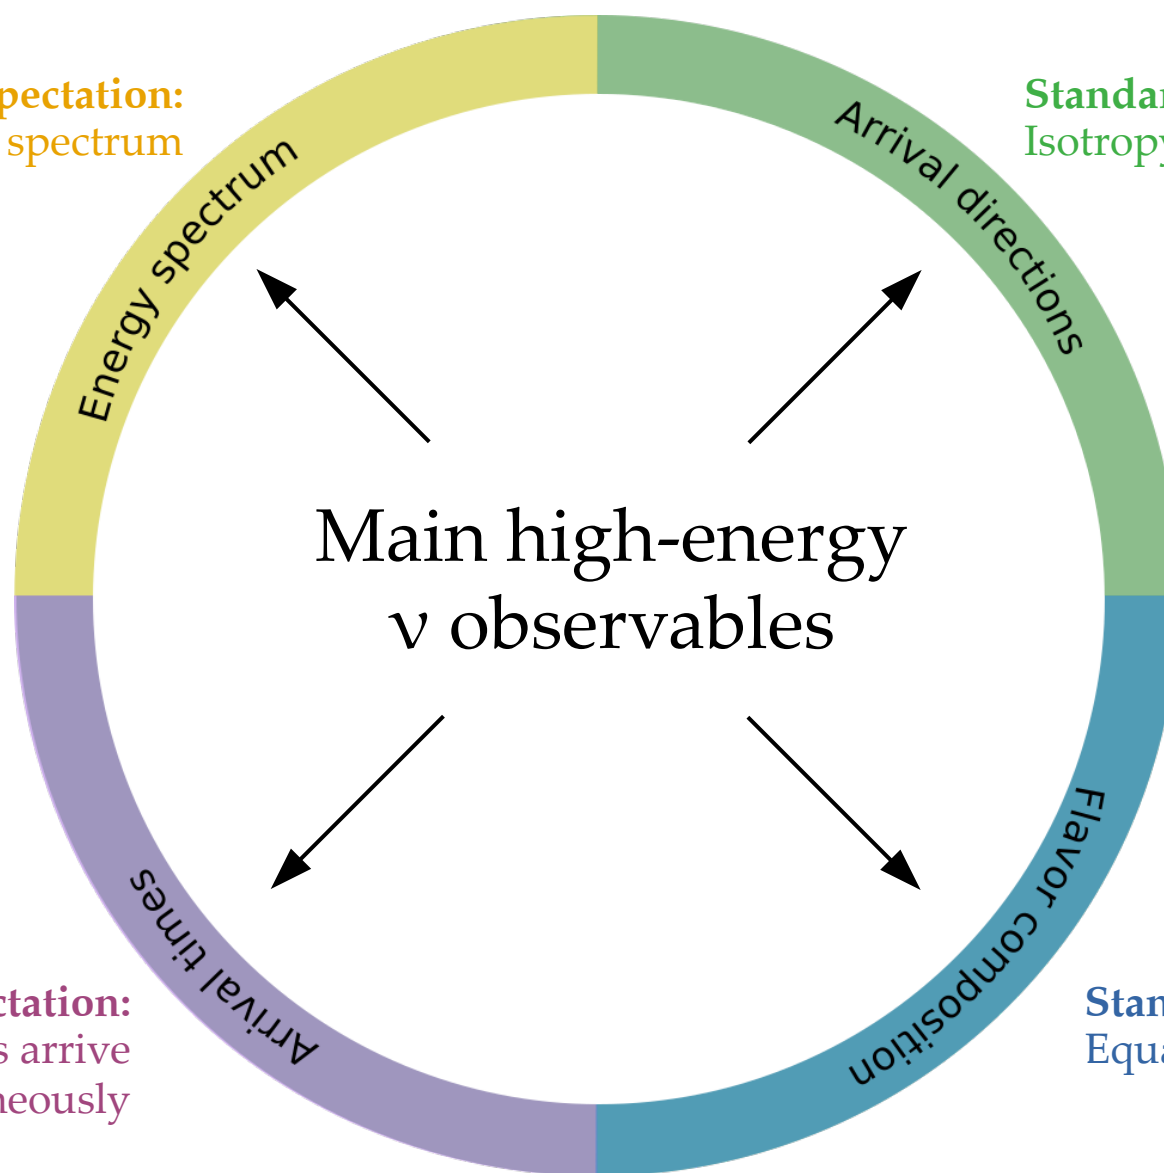 pectation:
spectrum
Standar
Isotropy
Energy spectrum
Arrival directions
Main high-energy
ν observables
Arrival times
Flavor composition
ctation:
s arrive
neously
Stan
Equa